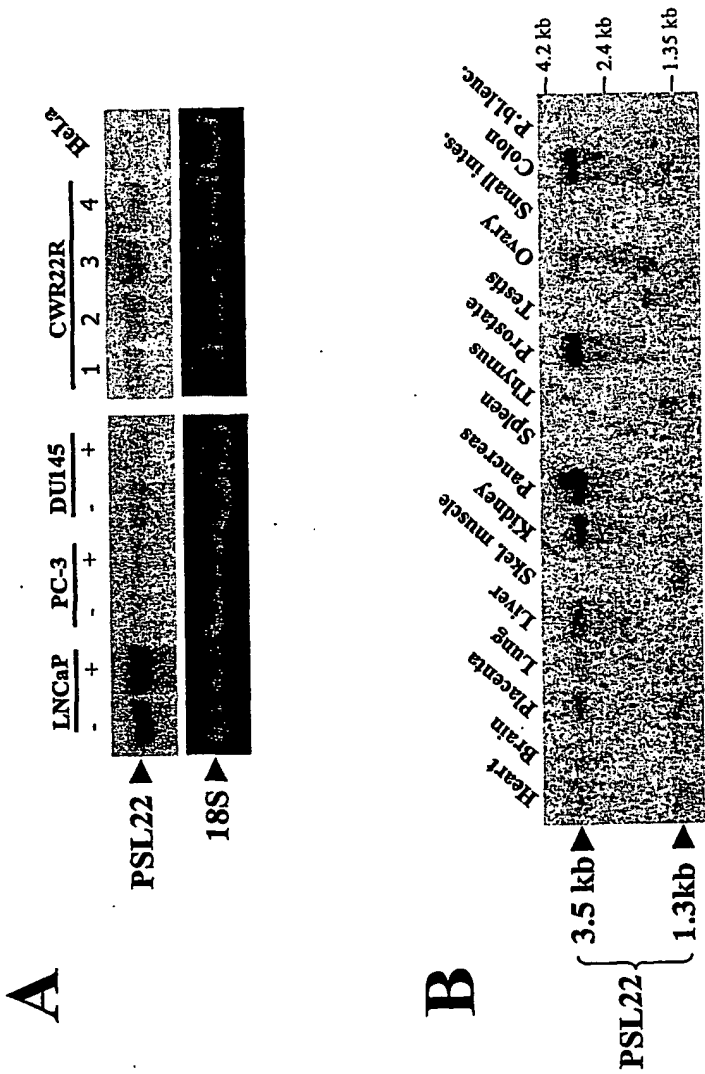 A
LNCaP PC-3 DU145 CWR22R HeLa
- + - + - + 1 2 3 4
PSL22
18S
B
Heart Brain Placenta Lung Liver Skel. muscle Kidney Pancreas Spleen Thymus Prostate Testis Ovary Small intes. Colon P.bl.leuc.
4.2 kb
3.5 kb
2.4 kb
1.3kb
1.35 kb
PSL22